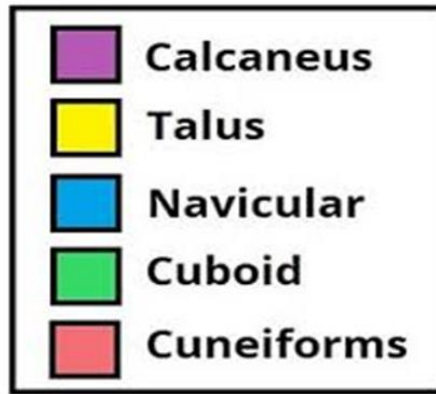 Calcaneus
Talus
Navicular
Cuboid
Cuneiforms